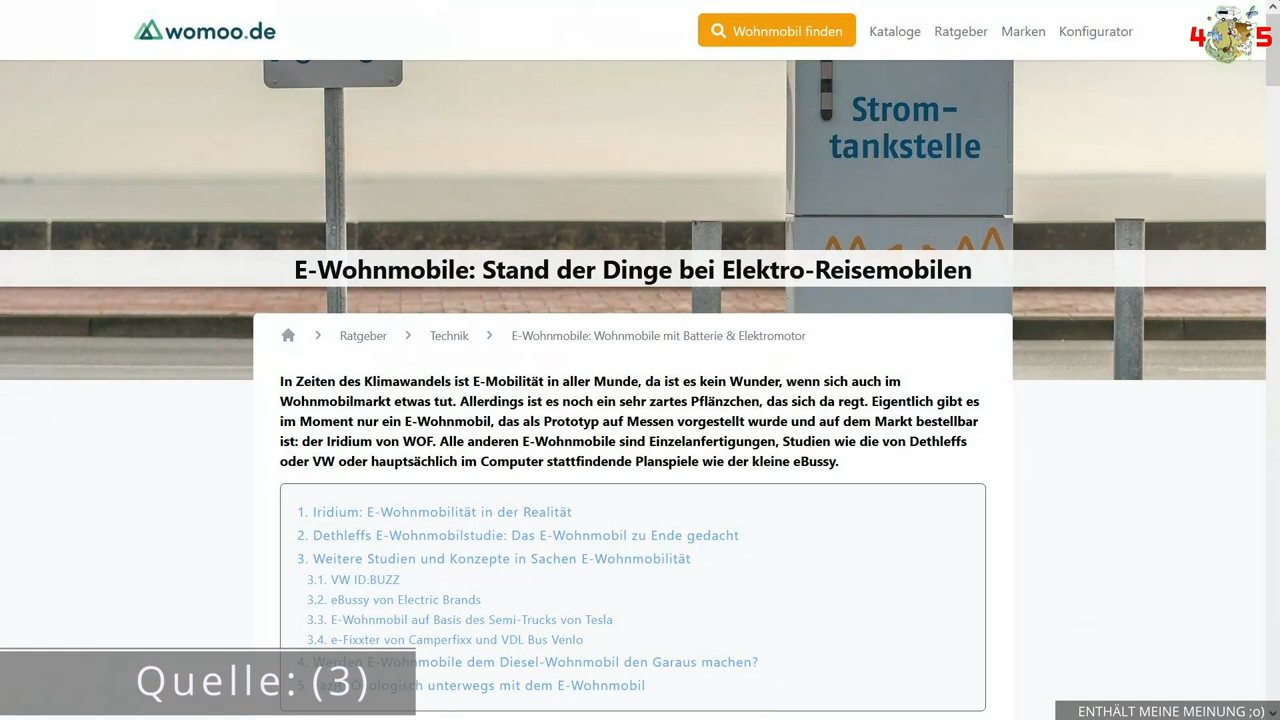 womoo.de
Wohnmobil finden
Kataloge
Ratgeber
Marken
Konfigurator
4 5
Strom-
tankstelle
E-Wohnmobile: Stand der Dinge bei Elektro-Reisemobilen
Ratgeber
Technik
E-Wohnmobile: Wohnmobile mit Batterie & Elektromotor
In Zeiten des Klimawandels ist E-Mobilität in aller Munde, da ist es kein Wunder, wenn sich auch im
Wohnmobilmarkt etwas tut. Allerdings ist es noch ein sehr zartes Pflänzchen, das sich da regt. Eigentlich gibt es
im Moment nur ein E-Wohnmobil, das als Prototyp auf Messen vorgestellt wurde und auf dem Markt bestellbar
ist: der Iridium von WOF. Alle anderen E-Wohnmobile sind Einzelanfertigungen, Studien wie die von Dethleffs
oder VW oder hauptsächlich im Computer stattfindende Planspiele wie der kleine eBussy.
1. Iridium: E-Wohnmobilität in der Realität
2. Dethleffs E-Wohnmobilstudie: Das E-Wohnmobil zu Ende gedacht
3. Weitere Studien und Konzepte in Sachen E-Wohnmobilität
3.1. VW ID.BUZZ
3.2. eBussy von Electric Brands
3.3. E-Wohnmobil auf Basis des Semi-Trucks von Tesla
3.4. e-Fixxter von Camperfixx und VDL Bus Venlo
4. Werden E-Wohnmobile dem Diesel-Wohnmobil den Garaus machen?
5. unterwegs mit dem E-Wohnmobil
Quelle: (3)
ENTHÄLT MEINE MEINUNG ;o)